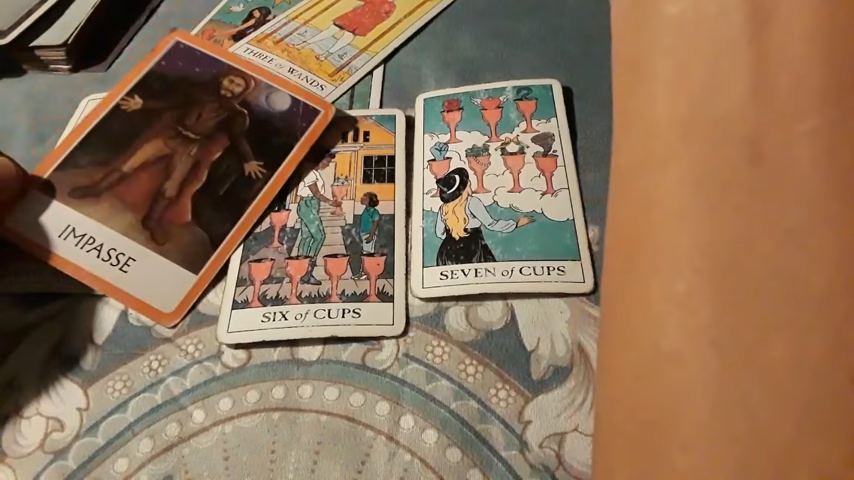 THREE of WANDS
IMPASSE
SIX of CUPS
SEVEN of CUPS